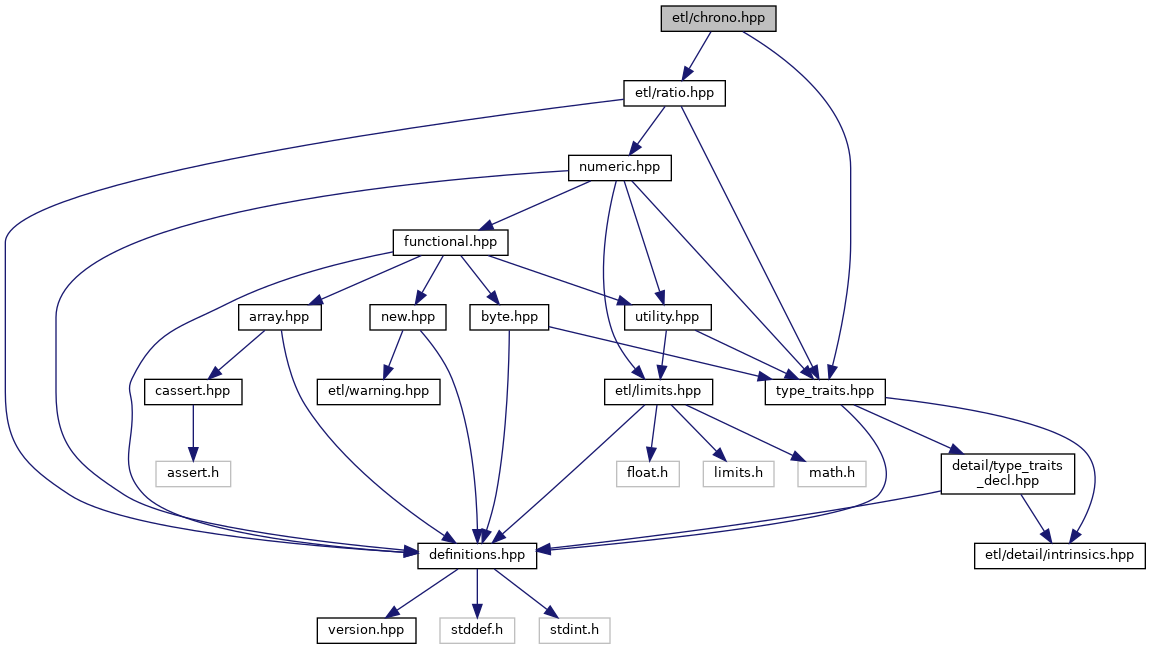 etl/chrono.hpp
etl/ratio.hpp
numeric.hpp
functional.hpp
array.hpp
new.hpp
byte.hpp
utility.hpp
cassert.hpp
etl/warning.hpp
etl/limits.hpp
type_traits.hpp
assert.h
float.h
limits.h
math.h
detail/type_traits
_decl.hpp
definitions.hpp
etl/detail/intrinsics.hpp
version.hpp
stddef.h
stdint.h